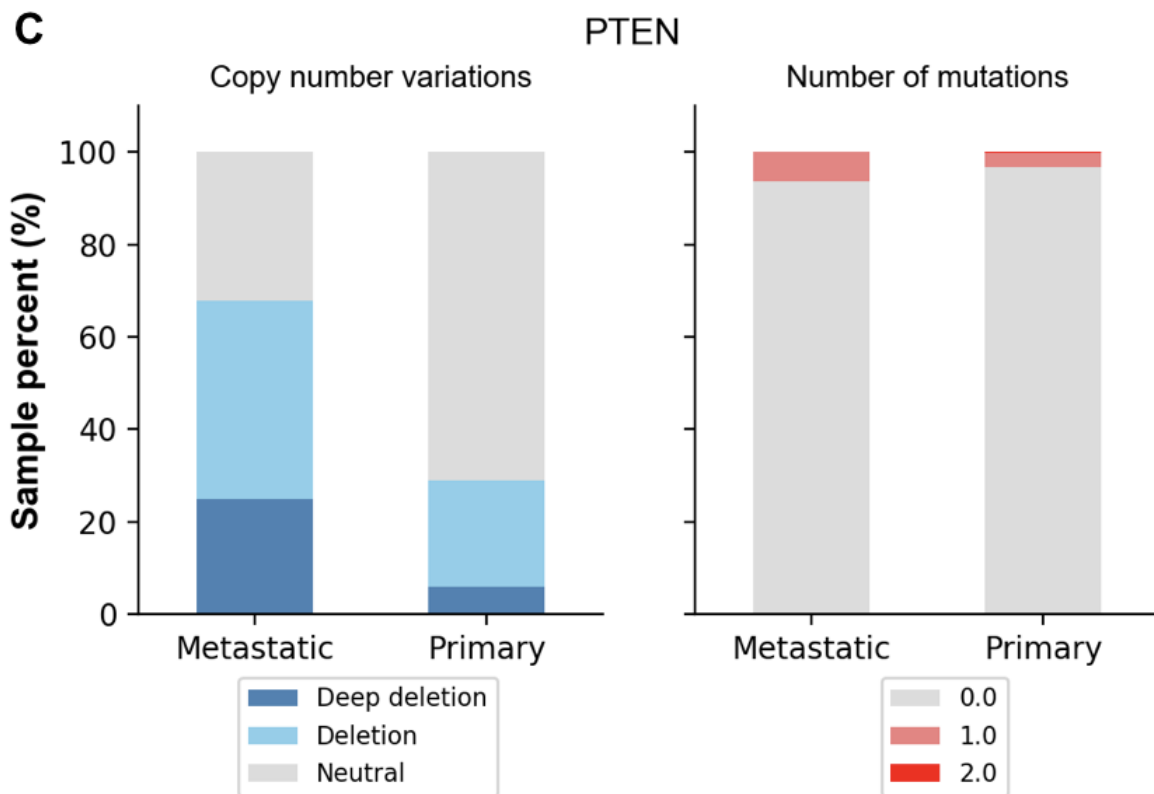 C
PTEN
Copy number variations
Number of mutations
Sample percent (%)
100
80
60
40
20
0
Metastatic Primary
Metastatic Primary
Deep deletion
Deletion
Neutral
0.0
1.0
2.0